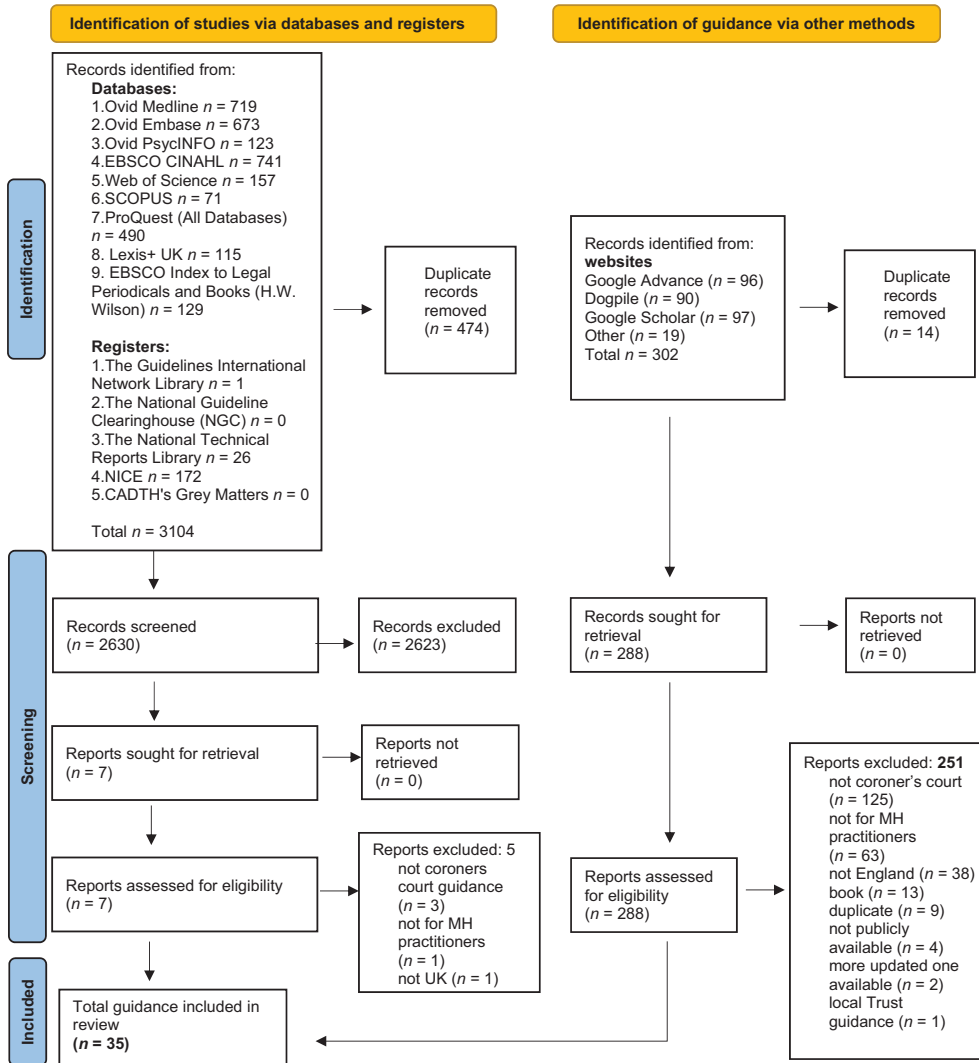 Identification of studies via databases and registers
Identification of guidance via other methods
Identification
Records identified from:
Databases:
1.Ovid Medline n = 719
2.Ovid Embase n = 673
3.Ovid PsycINFO n = 123
4.EBSCO CINAHL n = 741
5.Web of Science n = 157
6.SCOPUS n = 71
7.ProQuest (All Databases)
n = 490
8. Lexis+ UK n = 115
9. EBSCO Index to Legal
Periodicals and Books (H.W.
Wilson) n = 129
Registers:
1.The Guidelines International
Network Library n = 1
2.The National Guideline
Clearinghouse (NGC) n = 0
3.The National Technical
Reports Library n = 26
4.NICE n = 172
5.CADTH's Grey Matters n = 0
Total n = 3104
Duplicate
records
removed
(n = 474)
Records identified from:
websites
Google Advance (n = 96)
Dogpile (n = 90)
Google Scholar (n = 97)
Other (n = 19)
Total n = 302
Duplicate
records
removed
(n = 14)
Screening
Records screened
(n = 2630)
Records excluded
(n = 2623)
Records sought for
retrieval
(n = 288)
Reports not
retrieved
(n = 0)
Reports sought for retrieval
(n = 7)
Reports not
retrieved
(n = 0)
Reports assessed for eligibility
(n = 7)
Reports excluded: 5
not coroners
court guidance
(n = 3)
not for MH
practitioners
(n = 1)
not UK (n = 1)
Reports assessed
for eligibility
(n = 288)
Reports excluded: 251
not coroner's court
(n = 125)
not for MH
practitioners
(n = 63)
not England (n = 38)
book (n = 13)
duplicate (n = 9)
not publicly
available (n = 4)
more updated one
available (n = 2)
local Trust
guidance (n = 1)
Included
Total guidance included in
review
(n = 35)